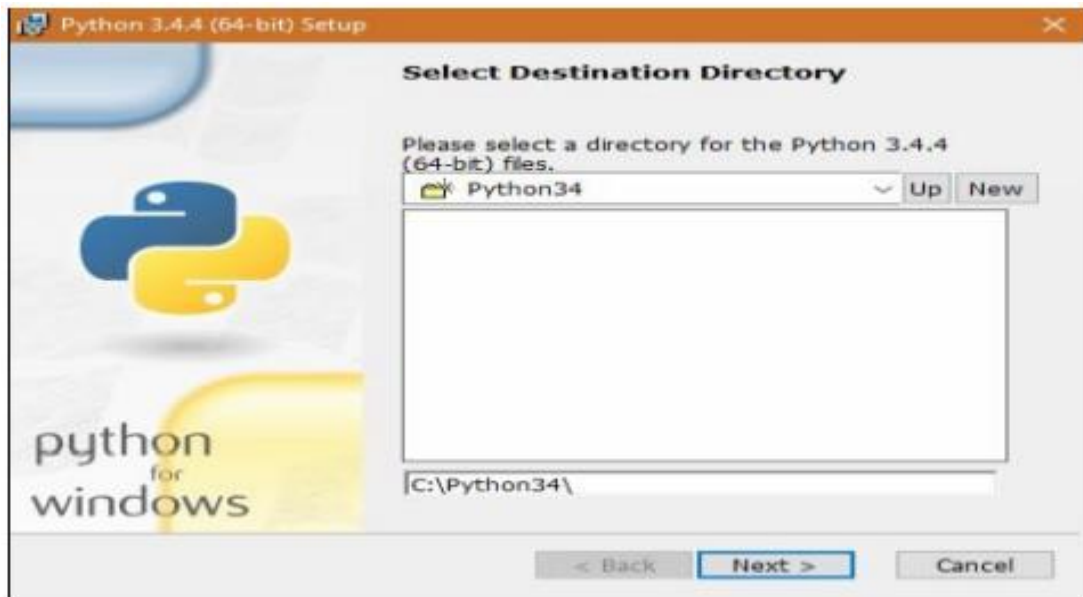 Python 3.4.4 (64-bit) Setup
Select Destination Directory
Please select a directory for the Python 3.4.4
(64-bit) files.
Python34
Up New
C:\Python34\
python
for
windows
< Back Next > Cancel